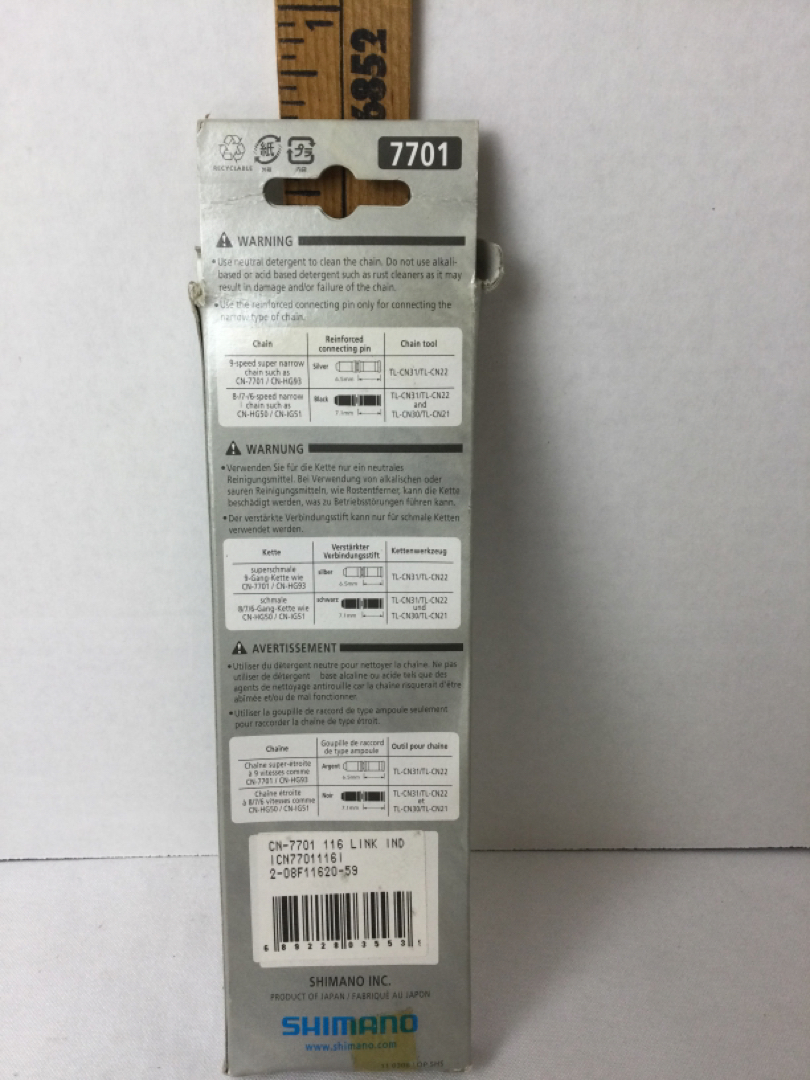 1
6852
RECYCLABLE
紙
プラ
7701
WARNING
• Use neutral detergent to clean the chain. Do not use alkali-
based or acid based detergent such as rust cleaners as it may
result in damage and/or failure of the chain.
• Use the reinforced connecting pin only for connecting the
narrow type of chain.
Chain Reinforced connecting pin Chain tool
9-speed super narrow
chain such as
CN-7701 / CN-HG93
Silver
6.5mm
TL-CN31/TL-CN22
8-/7-/6-speed narrow
chain such as
CN-HG50 / CN-IG51
Black
7.1mm
TL-CN31/TL-CN22
and
TL-CN30/TL-CN21
WARNUNG
• Verwenden Sie für die Kette nur ein neutrales
Reinigungsmittel. Bei Verwendung von alkalischen oder
sauren Reinigungsmitteln, wie Rostentferner, kann die Kette
beschädigt werden, was zu Betriebsstörungen führen kann.
• Der verstärkte Verbindungsstift kann nur für schmale Ketten
verwendet werden.
Kette Verstärkter Verbindungsstift Kettenwerkzeug
superschmale
9-Gang-Kette wie
CN-7701 / CN-HG93
silber
6.5mm
TL-CN31/TL-CN22
schmale
8/7/6-Gang-Kette wie
CN-HG50 / CN-IG51
schwarz
7.1mm
TL-CN31/TL-CN22
und
TL-CN30/TL-CN21
AVERTISSEMENT
• Utiliser du détergent neutre pour nettoyer la chaîne. Ne pas
utiliser de détergent base alcaline ou acide tels que des
agents de nettoyage antirouille car la chaîne risquerait d'être
abîmée et/ou de mal fonctionner.
• Utiliser la goupille de raccord de type ampoule seulement
pour raccorder la chaîne de type étroit.
Chaîne Goupille de raccord de type ampoule Outil pour chaîne
Chaîne super-étroite
à 9 vitesses comme
CN-7701 / CN-HG93
Argent
6.5mm
TL-CN31/TL-CN22
Chaîne étroite
à 8/7/6 vitesses comme
CN-HG50 / CN-IG51
Noir
7.1mm
TL-CN31/TL-CN22
et
TL-CN30/TL-CN21
CN-7701 116 LINK IND
ICN7701116I
2-08F11620-59
6 89228 03553 1
SHIMANO INC.
PRODUCT OF JAPAN / FABRIQUÉ AU JAPON
SHIMANO
www.shimano.com